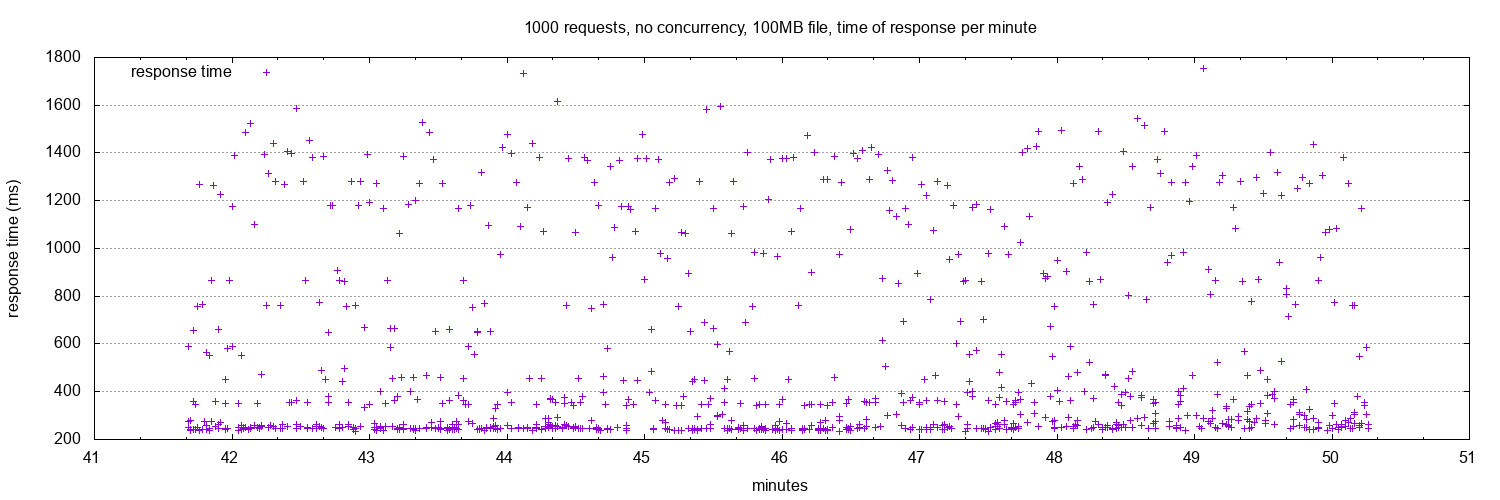 1000 requests, no concurrency, 100MB file, time of response per minute
response time
response time (ms)
1800
1600
1400
1200
1000
800
600
400
200
41 42 43 44 45 46 47 48 49 50 51
minutes